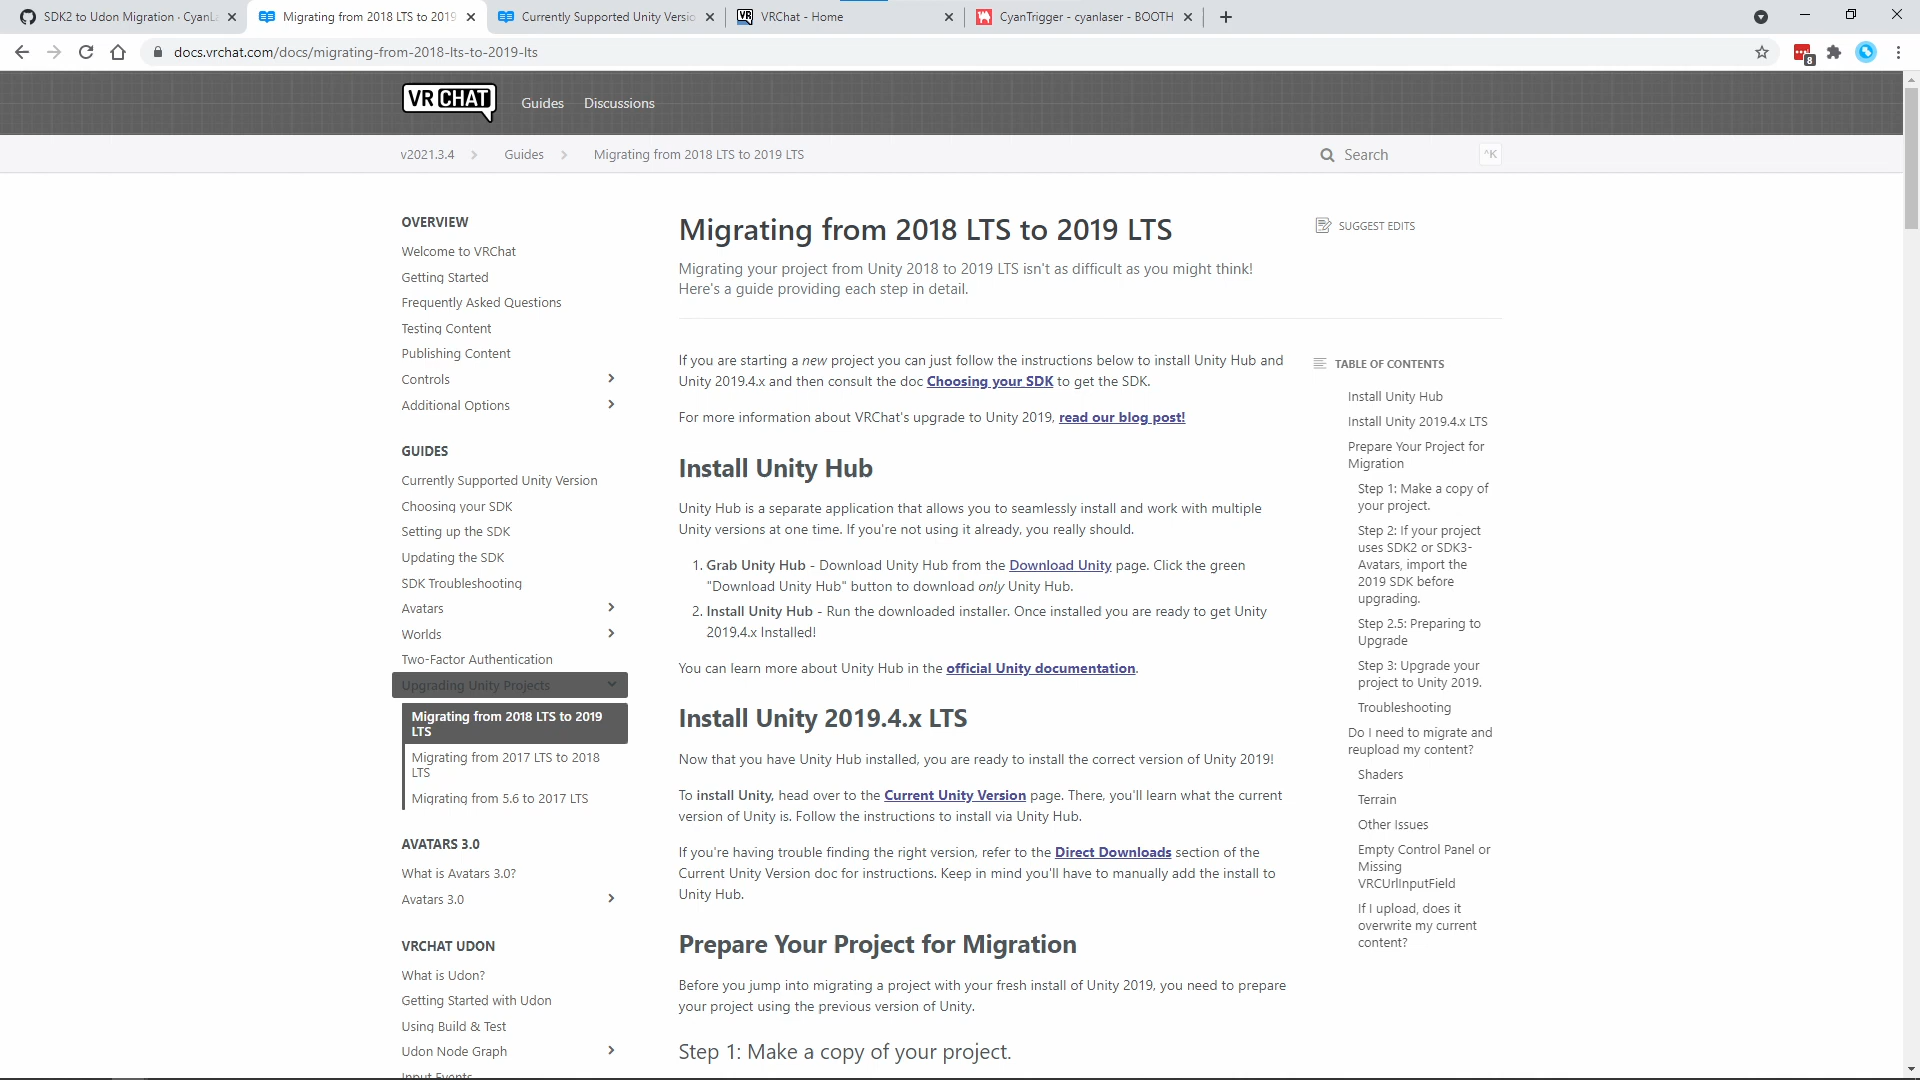 SDK2 to Udon Migration · CyanL
Migrating from 2018 LTS to 2019
Currently Supported Unity Versio
VRChat - Home
CyanTrigger - cyanlaser - BOOTH
docs.vrchat.com/docs/migrating-from-2018-lts-to-2019-lts
8
VR CHAT
Guides
Discussions
v2021.3.4
Guides
Migrating from 2018 LTS to 2019 LTS
Search
^K
OVERVIEW
Welcome to VRChat
Getting Started
Frequently Asked Questions
Testing Content
Publishing Content
Controls
Additional Options
GUIDES
Currently Supported Unity Version
Choosing your SDK
Setting up the SDK
Updating the SDK
SDK Troubleshooting
Avatars
Worlds
Two-Factor Authentication
Upgrading Unity Projects
Migrating from 2018 LTS to 2019
LTS
Migrating from 2017 LTS to 2018
LTS
Migrating from 5.6 to 2017 LTS
AVATARS 3.0
What is Avatars 3.0?
Avatars 3.0
VRCHAT UDON
What is Udon?
Getting Started with Udon
Using Build & Test
Udon Node Graph
Input Events
Migrating from 2018 LTS to 2019 LTS
Migrating your project from Unity 2018 to 2019 LTS isn't as difficult as you might think!
Here's a guide providing each step in detail.
If you are starting a new project you can just follow the instructions below to install Unity Hub and
Unity 2019.4.x and then consult the doc Choosing your SDK to get the SDK.
For more information about VRChat's upgrade to Unity 2019, read our blog post!
Install Unity Hub
Unity Hub is a separate application that allows you to seamlessly install and work with multiple
Unity versions at one time. If you're not using it already, you really should.
1. Grab Unity Hub - Download Unity Hub from the Download Unity page. Click the green
"Download Unity Hub" button to download only Unity Hub.
2. Install Unity Hub - Run the downloaded installer. Once installed you are ready to get Unity
2019.4.x Installed!
You can learn more about Unity Hub in the official Unity documentation.
Install Unity 2019.4.x LTS
Now that you have Unity Hub installed, you are ready to install the correct version of Unity 2019!
To install Unity, head over to the Current Unity Version page. There, you'll learn what the current
version of Unity is. Follow the instructions to install via Unity Hub.
If you're having trouble finding the right version, refer to the Direct Downloads section of the
Current Unity Version doc for instructions. Keep in mind you'll have to manually add the install to
Unity Hub.
Prepare Your Project for Migration
Before you jump into migrating a project with your fresh install of Unity 2019, you need to prepare
your project using the previous version of Unity.
Step 1: Make a copy of your project.
SUGGEST EDITS
TABLE OF CONTENTS
Install Unity Hub
Install Unity 2019.4.x LTS
Prepare Your Project for
Migration
Step 1: Make a copy of
your project.
Step 2: If your project
uses SDK2 or SDK3-
Avatars, import the
2019 SDK before
upgrading.
Step 2.5: Preparing to
Upgrade
Step 3: Upgrade your
project to Unity 2019.
Troubleshooting
Do I need to migrate and
reupload my content?
Shaders
Terrain
Other Issues
Empty Control Panel or
Missing
VRCUrlInputField
If I upload, does it
overwrite my current
content?